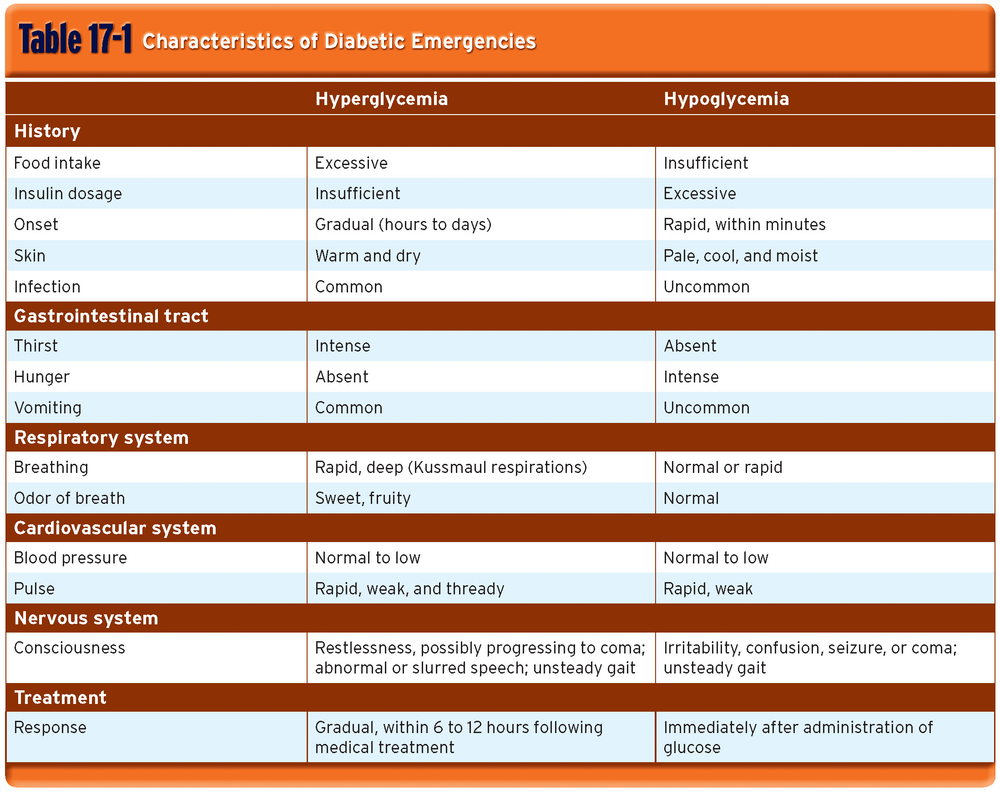 Table 17-1 Characteristics of Diabetic Emergencies
Hyperglycemia Hypoglycemia
History
Food intake Excessive Insufficient
Insulin dosage Insufficient Excessive
Onset Gradual (hours to days) Rapid, within minutes
Skin Warm and dry Pale, cool, and moist
Infection Common Uncommon
Gastrointestinal tract
Thirst Intense Absent
Hunger Absent Intense
Vomiting Common Uncommon
Respiratory system
Breathing Rapid, deep (Kussmaul respirations) Normal or rapid
Odor of breath Sweet, fruity Normal
Cardiovascular system
Blood pressure Normal to low Normal to low
Pulse Rapid, weak, and thready Rapid, weak
Nervous system
Consciousness Restlessness, possibly progressing to coma; Irritability, confusion, seizure, or coma;
abnormal or slurred speech; unsteady gait unsteady gait
Treatment
Response Gradual, within 6 to 12 hours following Immediately after administration of
medical treatment glucose